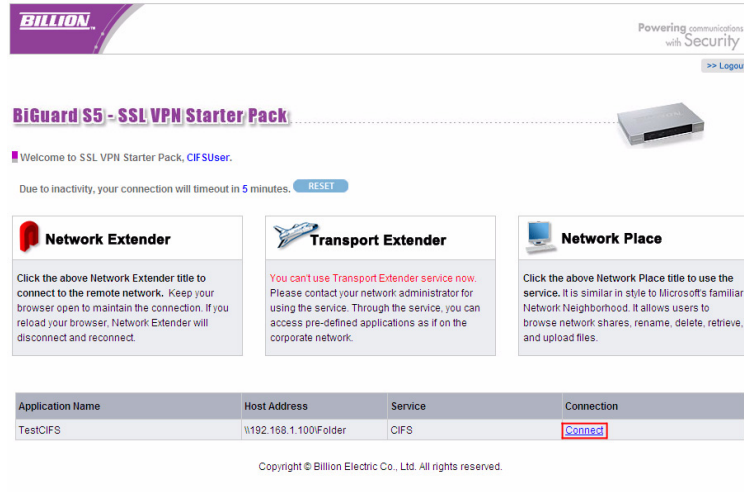 BILLION
Powering communications
with Security
>> Logout
BiGuard S5 - SSL VPN Starter Pack
Welcome to SSL VPN Starter Pack, CIFSUser.
Due to inactivity, your connection will timeout in 5 minutes. RESET
Network Extender
Click the above Network Extender title to
connect to the remote network. Keep your
browser open to maintain the connection. If you
reload your browser, Network Extender will
disconnect and reconnect.
Transport Extender
You can't use Transport Extender service now.
Please contact your network administrator for
using the service. Through the service, you can
access pre-defined applications as if on the
corporate network.
Network Place
Click the above Network Place title to use the
service. It is similar in style to Microsoft's familiar
Network Neighborhood. It allows users to
browse network shares, rename, delete, retrieve,
and upload files.
Application Name Host Address Service Connection
TestCIFS \\192.168.1.100\Folder CIFS Connect
Copyright © Billion Electric Co., Ltd. All rights reserved.